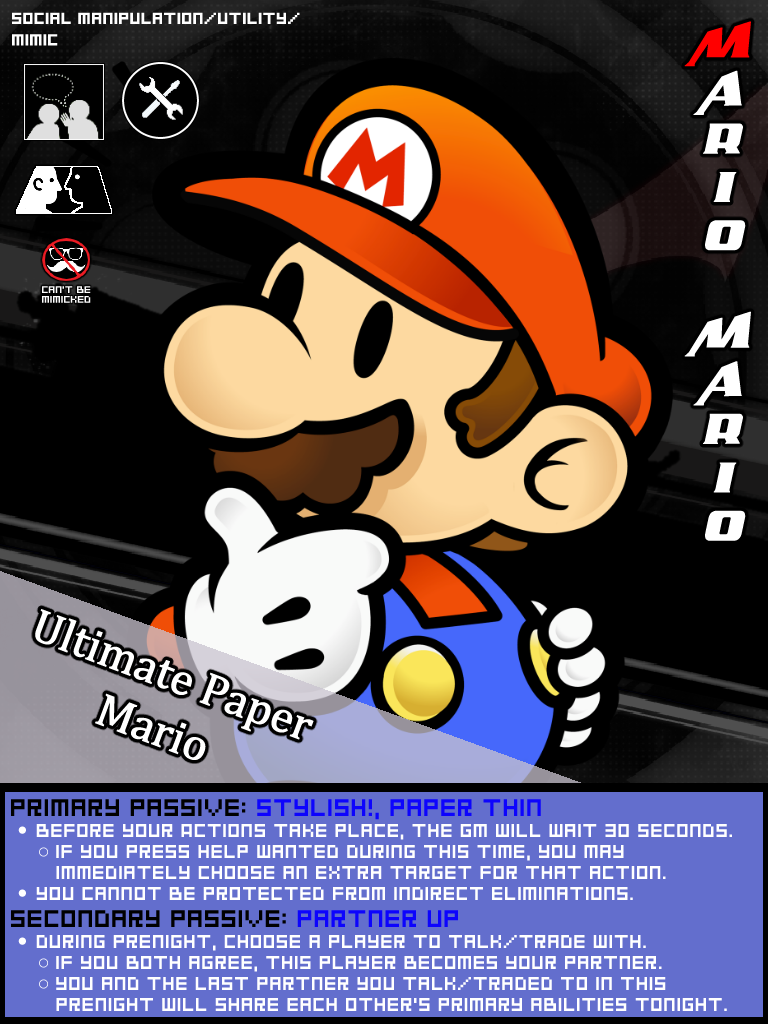 SOCIAL MANIPULATION/UTILITY/
MIMIC
CAN'T BE
MIMICKED
M
MARIO
MARIO
Ultimate Paper
Mario
PRIMARY PASSIVE: STYLISH!, PAPER THIN
• BEFORE YOUR ACTIONS TAKE PLACE, THE GM WILL WAIT 30 SECONDS.
○ IF YOU PRESS HELP WANTED DURING THIS TIME, YOU MAY
IMMEDIATELY CHOOSE AN EXTRA TARGET FOR THAT ACTION.
• YOU CANNOT BE PROTECTED FROM INDIRECT ELIMINATIONS.
SECONDARY PASSIVE: PARTNER UP
• DURING PRENIGHT, CHOOSE A PLAYER TO TALK/TRADE WITH.
○ IF YOU BOTH AGREE, THIS PLAYER BECOMES YOUR PARTNER.
○ YOU AND THE LAST PARTNER YOU TALK/TRADED TO IN THIS
PRENIGHT WILL SHARE EACH OTHER'S PRIMARY ABILITIES TONIGHT.